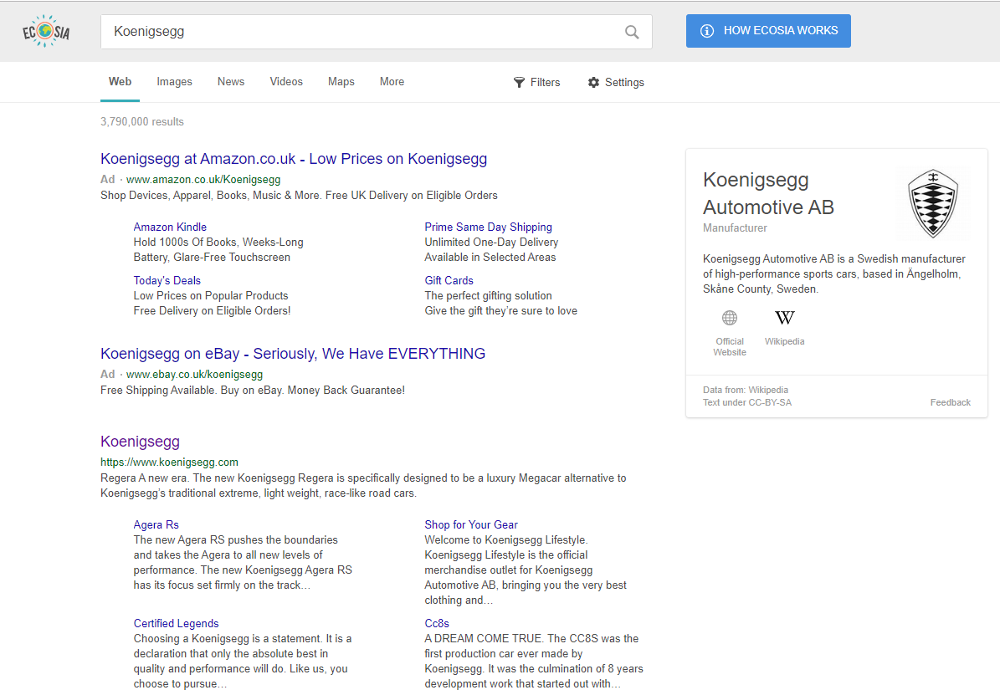 ECOSIA
Koenigsegg
HOW ECOSIA WORKS
Web
Images
News
Videos
Maps
More
Filters
Settings
3,790,000 results
Koenigsegg at Amazon.co.uk - Low Prices on Koenigsegg
Ad · www.amazon.co.uk/Koenigsegg
Shop Devices, Apparel, Books, Music & More. Free UK Delivery on Eligible Orders
Amazon Kindle
Hold 1000s Of Books, Weeks-Long
Battery, Glare-Free Touchscreen
Prime Same Day Shipping
Unlimited One-Day Delivery
Available in Selected Areas
Today's Deals
Low Prices on Popular Products
Free Delivery on Eligible Orders!
Gift Cards
The perfect gifting solution
Give the gift they're sure to love
Koenigsegg on eBay - Seriously, We Have EVERYTHING
Ad · www.ebay.co.uk/koenigsegg
Free Shipping Available. Buy on eBay. Money Back Guarantee!
Koenigsegg
https://www.koenigsegg.com
Regera A new era. The new Koenigsegg Regera is specifically designed to be a luxury Megacar alternative to
Koenigsegg's traditional extreme, light weight, race-like road cars.
Agera Rs
The new Agera RS pushes the boundaries
and takes the Agera to all new levels of
performance. The new Koenigsegg Agera RS
has its focus set firmly on the track…
Shop for Your Gear
Welcome to Koenigsegg Lifestyle.
Koenigsegg Lifestyle is the official
merchandise outlet for Koenigsegg
Automotive AB, bringing you the very best
clothing and…
Certified Legends
Choosing a Koenigsegg is a statement. It is a
declaration that only the absolute best in
quality and performance will do. Like us, you
choose to pursue…
Cc8s
A DREAM COME TRUE. The CC8S was the
first production car ever made by
Koenigsegg. It was the culmination of 8 years
development work that started out with…
Koenigsegg
Automotive AB
Manufacturer
Koenigsegg Automotive AB is a Swedish manufacturer
of high-performance sports cars, based in Ängelholm,
Skåne County, Sweden.
Official
Website
W
Wikipedia
Data from: Wikipedia
Text under CC-BY-SA
Feedback